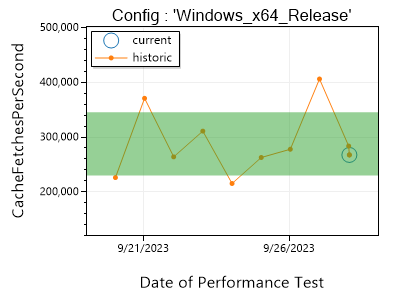 Config : 'Windows_x64_Release'
500,000
400,000
300,000
200,000
CacheFetchesPerSecond
current
historic
9/21/2023
9/26/2023
Date of Performance Test